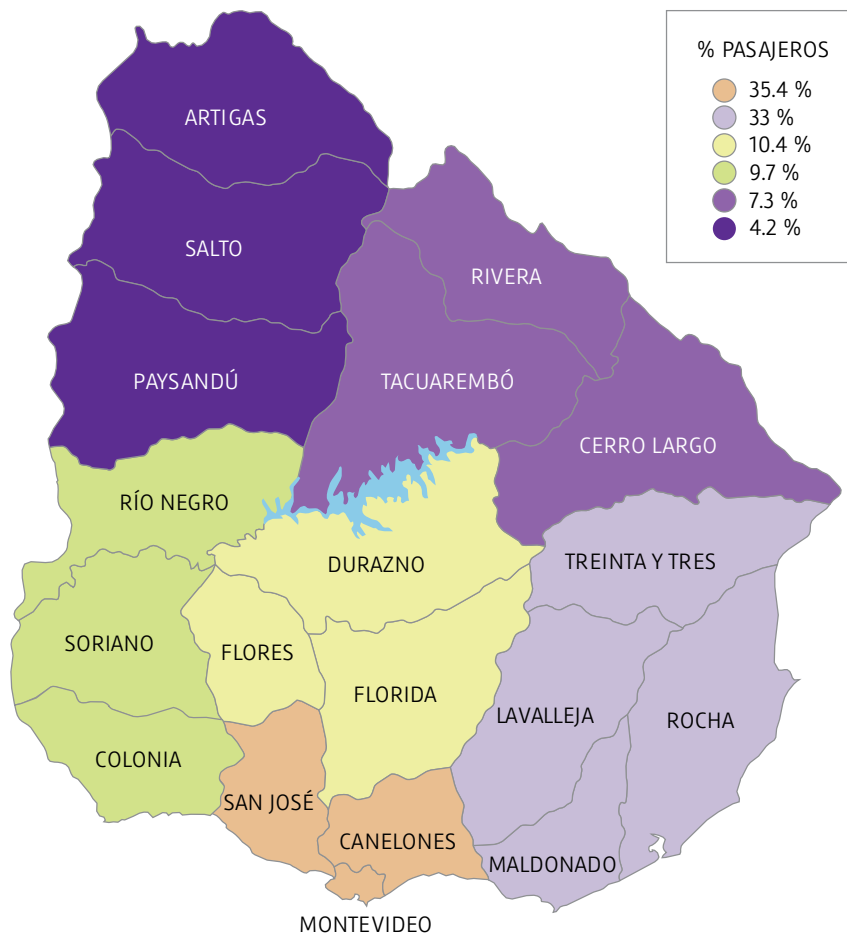 % PASAJEROS
35.4 %
33 %
10.4 %
9.7 %
7.3 %
4.2 %
ARTIGAS
SALTO
RIVERA
PAYSANDÚ
TACUAREMBÓ
CERRO LARGO
RÍO NEGRO
DURAZNO
TREINTA Y TRES
SORIANO
FLORES
FLORIDA
LAVALLEJA
ROCHA
COLONIA
SAN JOSÉ
CANELONES
MALDONADO
MONTEVIDEO